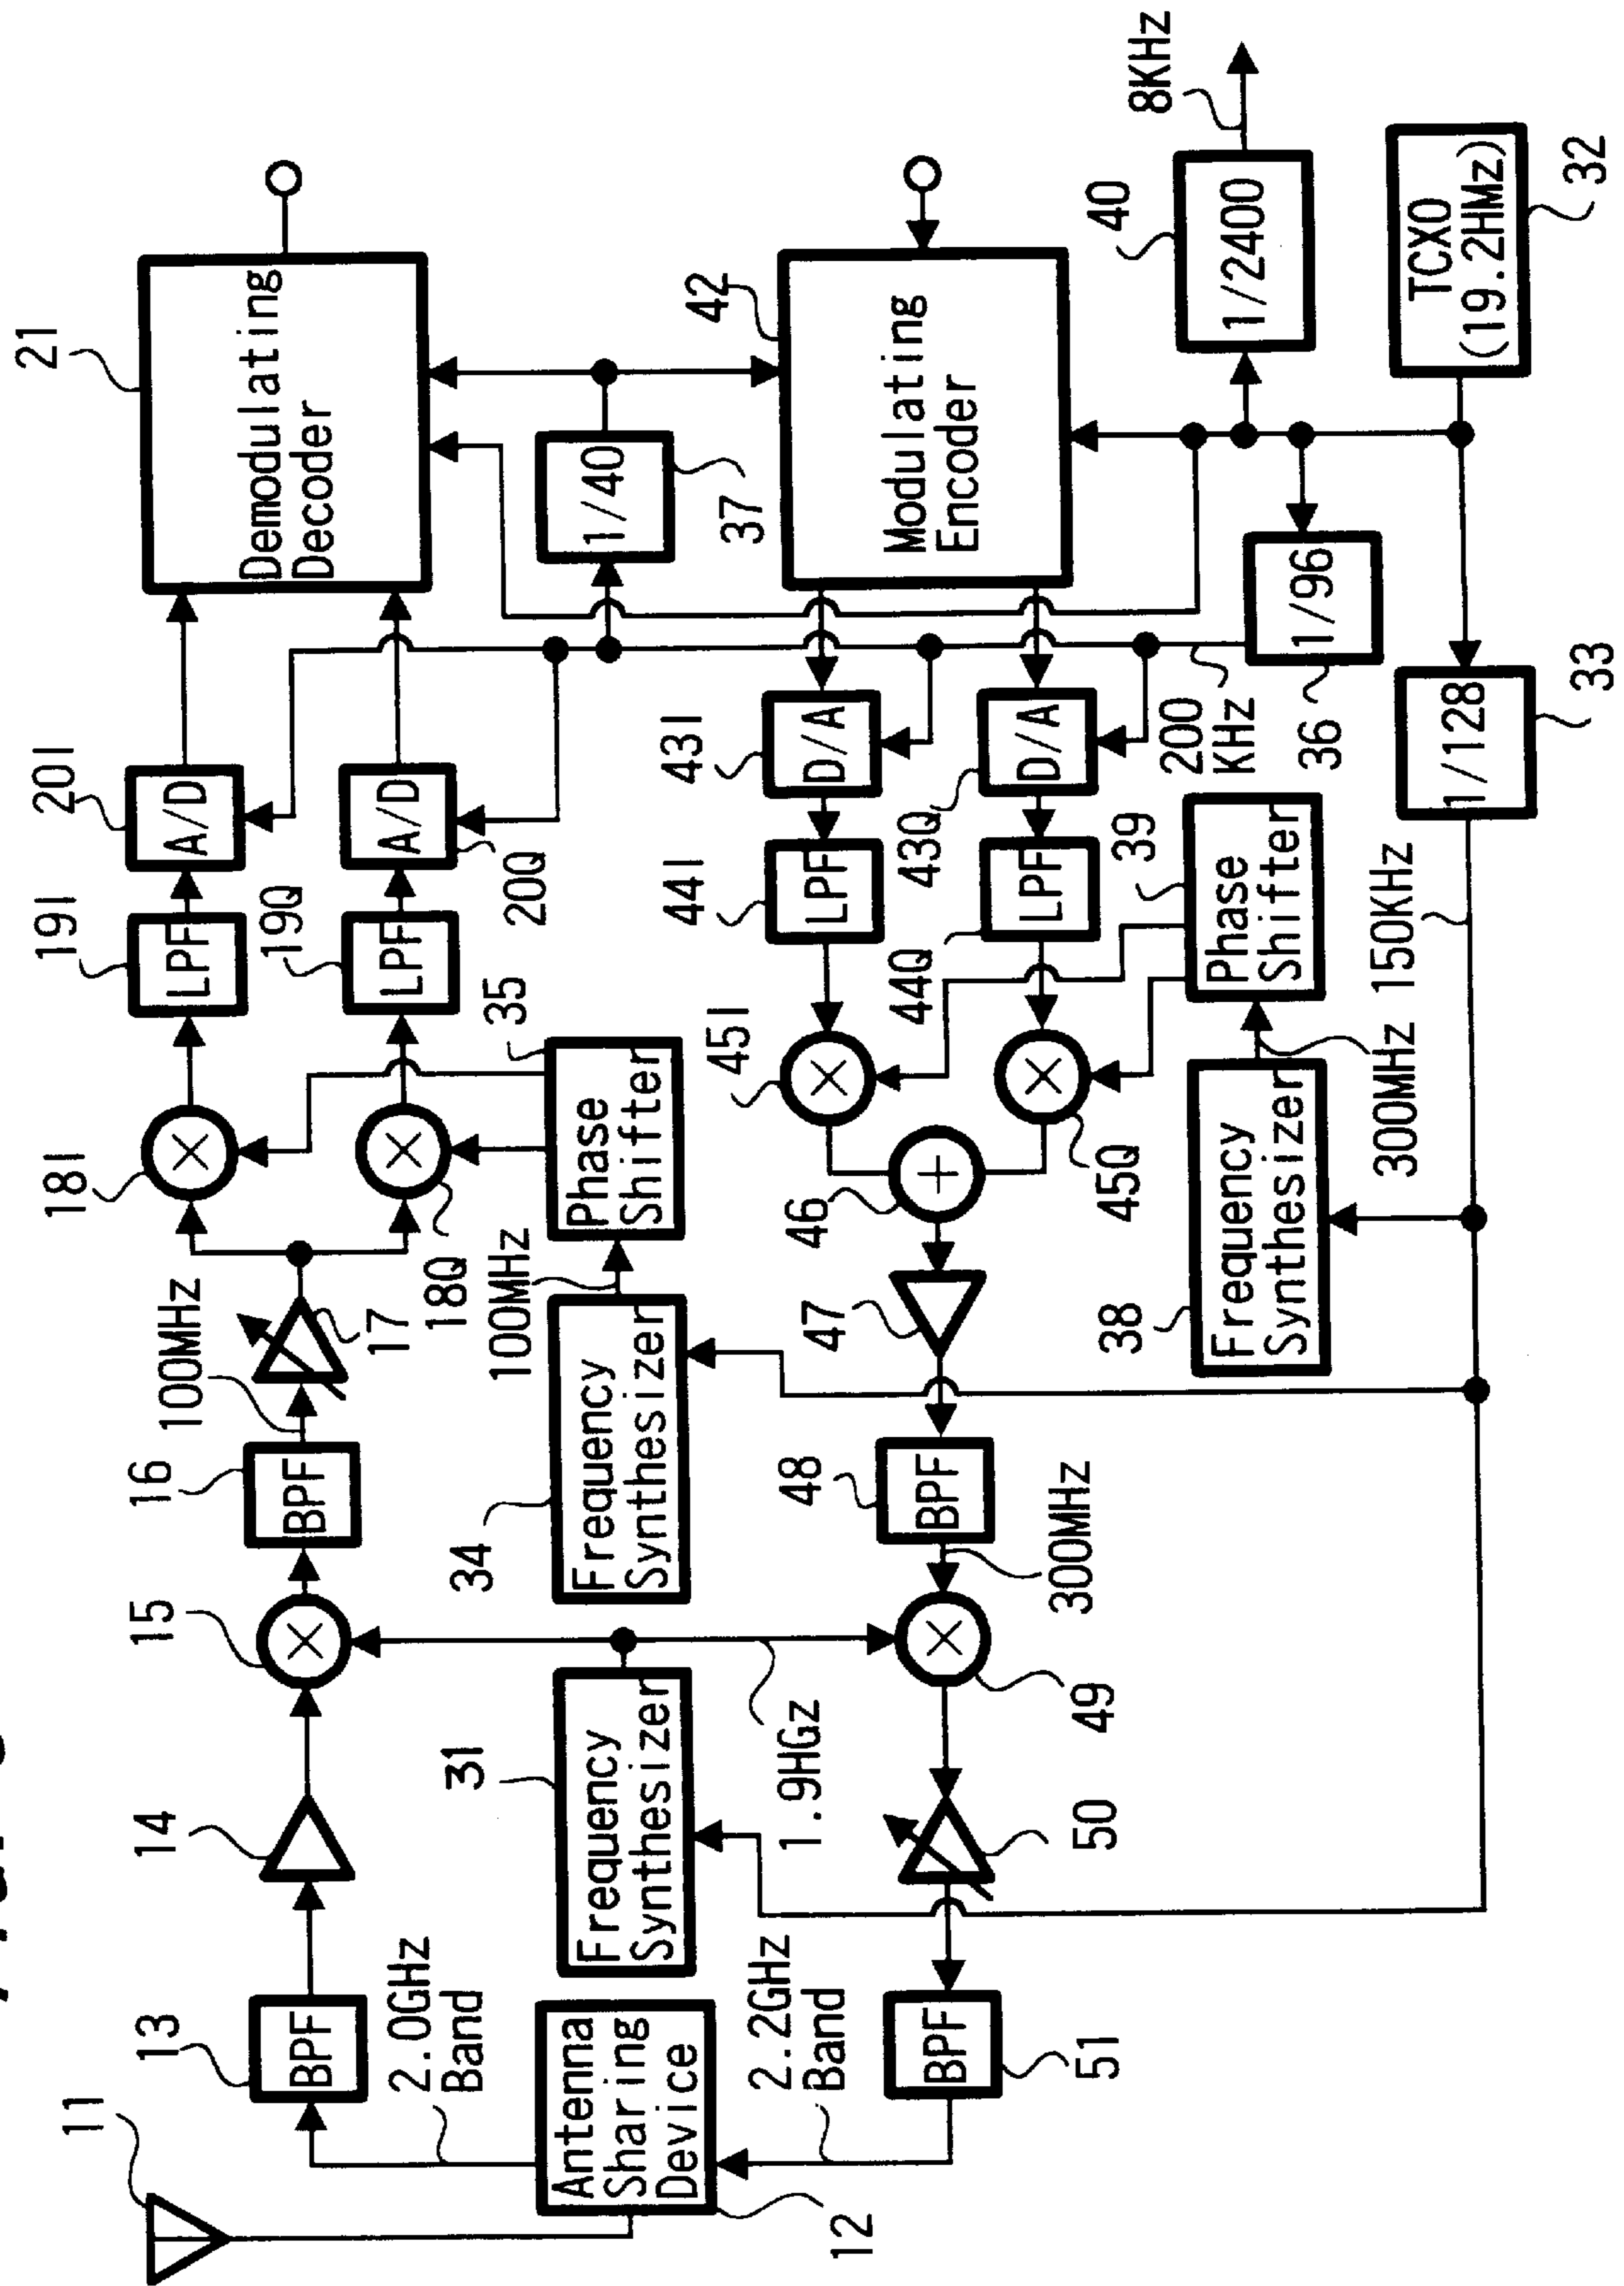 11
12
Antenna
Sharing
Device
2.0GHz
Band
2.2GHz
Band
13
BPF
14
15
16
BPF
100MHz
17
18I
18Q
19I
LPF
19Q
LPF
20I
A/D
20Q
A/D
21
Demodulating
Decoder
31
Frequency
Synthesizer
1.9HGz
34
Frequency
Synthesizer
100MHz
35
Phase
Shifter
37
1/40
42
Modulating
Encoder
43I
D/A
43Q
D/A
44I
LPF
44Q
LPF
45I
45Q
46
47
48
BPF
300MHz
49
50
51
BPF
38
Frequency
Synthesizer
300MHz
39
Phase
Shifter
150KHz
200
KHz
36
1/96
33
1/128
40
1/2400
8KHz
TCXO
(19.2HMz)
32